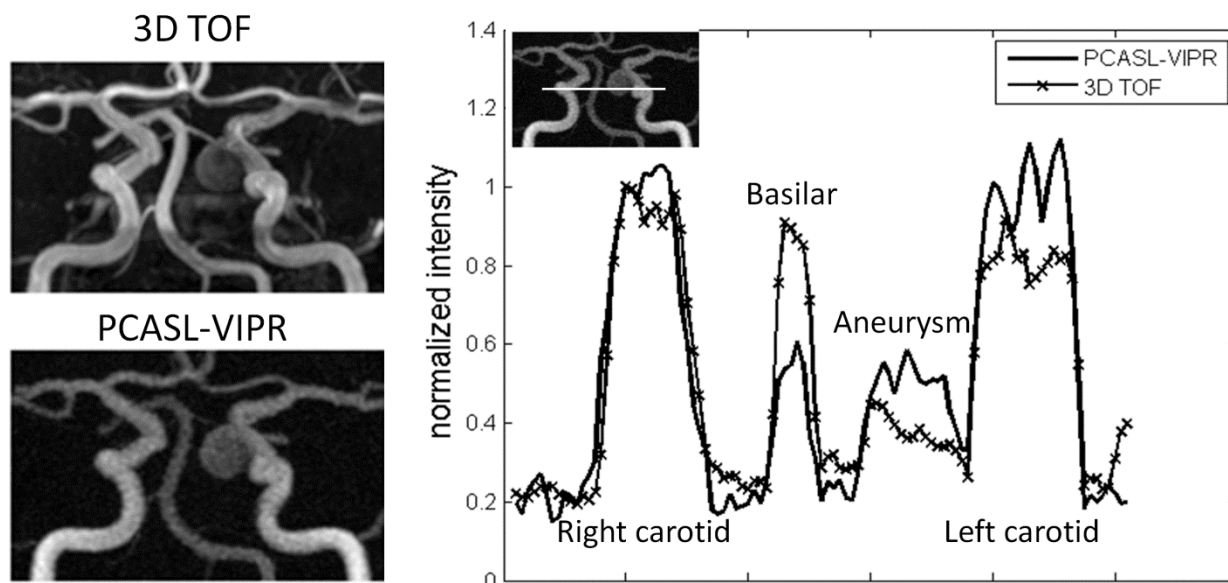 3D TOF
PCASL-VIPR
normalized intensity
1.4
1.2
1
0.8
0.6
0.4
0.2
0
PCASL-VIPR
3D TOF
Basilar
Aneurysm
Right carotid
Left carotid